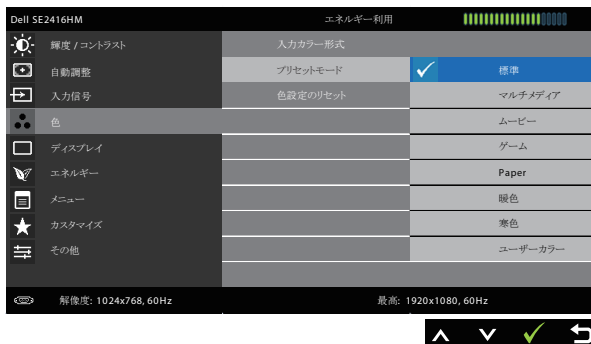 Dell SE2416HM エネルギー利用
輝度 / コントラスト 入力カラー形式
自動調整 プリセットモード 標準
入力信号 色設定のリセット マルチメディア
色 ムービー
ディスプレイ ゲーム
エネルギー Paper
メニュー 暖色
カスタマイズ 寒色
その他 ユーザーカラー
解像度: 1024x768, 60Hz 最高: 1920x1080, 60Hz